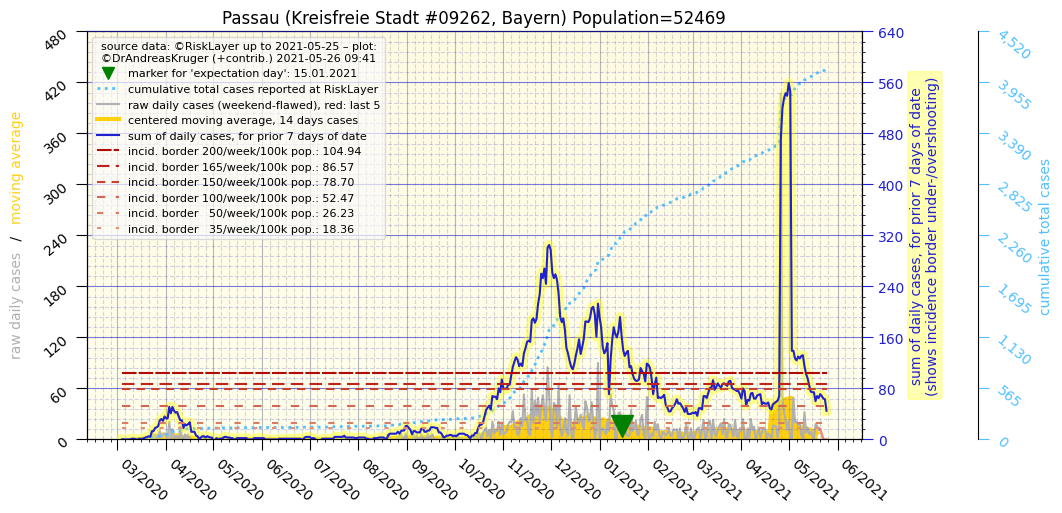 Passau (Kreisfreie Stadt #09262, Bayern) Population=52469
source data: ©RiskLayer up to 2021-05-25 – plot:
©DrAndreasKruger (+contrib.) 2021-05-26 09:41
marker for 'expectation day': 15.01.2021
cumulative total cases reported at RiskLayer
raw daily cases (weekend-flawed), red: last 5
centered moving average, 14 days cases
sum of daily cases, for prior 7 days of date
incid. border 200/week/100k pop.: 104.94
incid. border 165/week/100k pop.: 86.57
incid. border 150/week/100k pop.: 78.70
incid. border 100/week/100k pop.: 52.47
incid. border 50/week/100k pop.: 26.23
incid. border 35/week/100k pop.: 18.36
raw daily cases / moving average
480
420
360
300
240
180
120
60
0
03/2020
04/2020
05/2020
06/2020
07/2020
08/2020
09/2020
10/2020
11/2020
12/2020
01/2021
02/2021
03/2021
04/2021
05/2021
06/2021
640
560
480
400
320
240
160
80
0
sum of daily cases, for prior 7 days of date
(shows incidence border under-/overshooting)
4,520
3,955
3,390
2,825
2,260
1,695
1,130
565
0
cumulative total cases